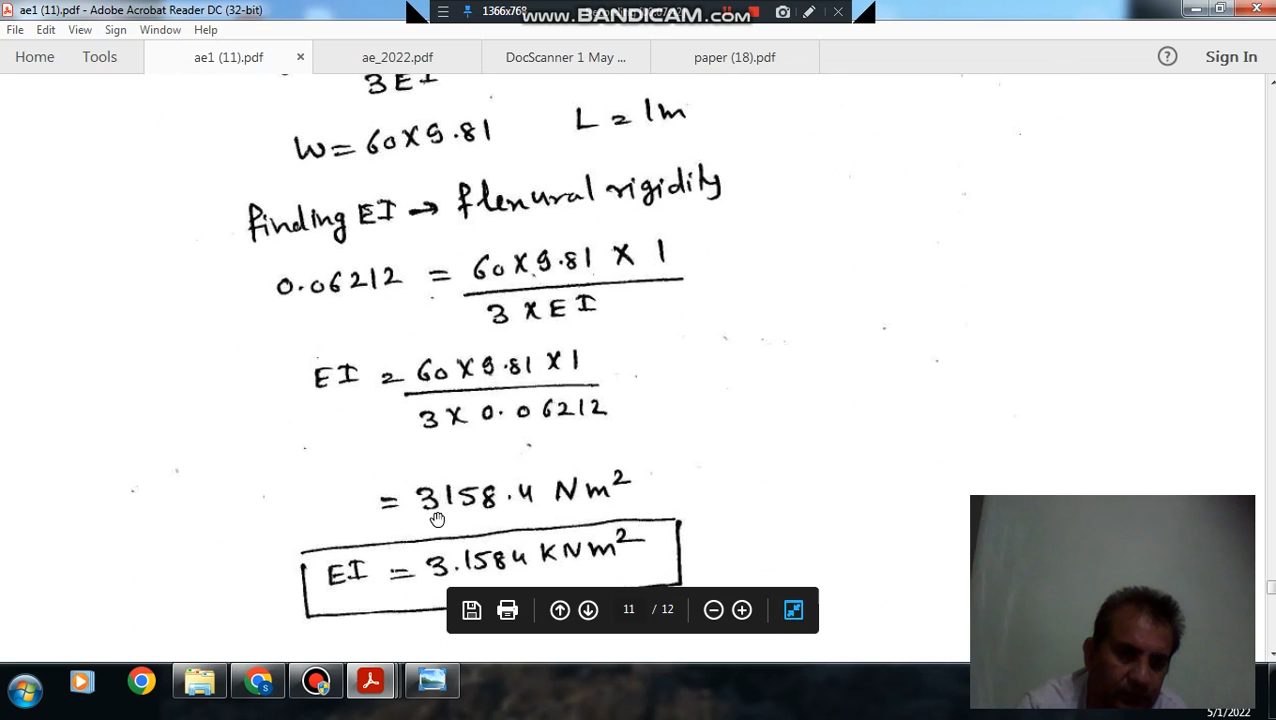 ae1 (11).pdf - Adobe Acrobat Reader DC (32-bit)
1366x768
www.BANDICAM.com
File Edit View Sign Window Help
Home Tools ae1 (11).pdf × ae_2022.pdf DocScanner 1 May ... paper (18).pdf ? Sign In
3EI
W = 60 X 9.81 L = 1m
finding EI → flexural rigidity
0.06212 = 60 X 9.81 X 1
3 X EI
EI = 60 X 9.81 X 1
3 X 0.06212
= 3158.4 Nm²
EI = 3.1584 KNm²
11 / 12
5/1/2022